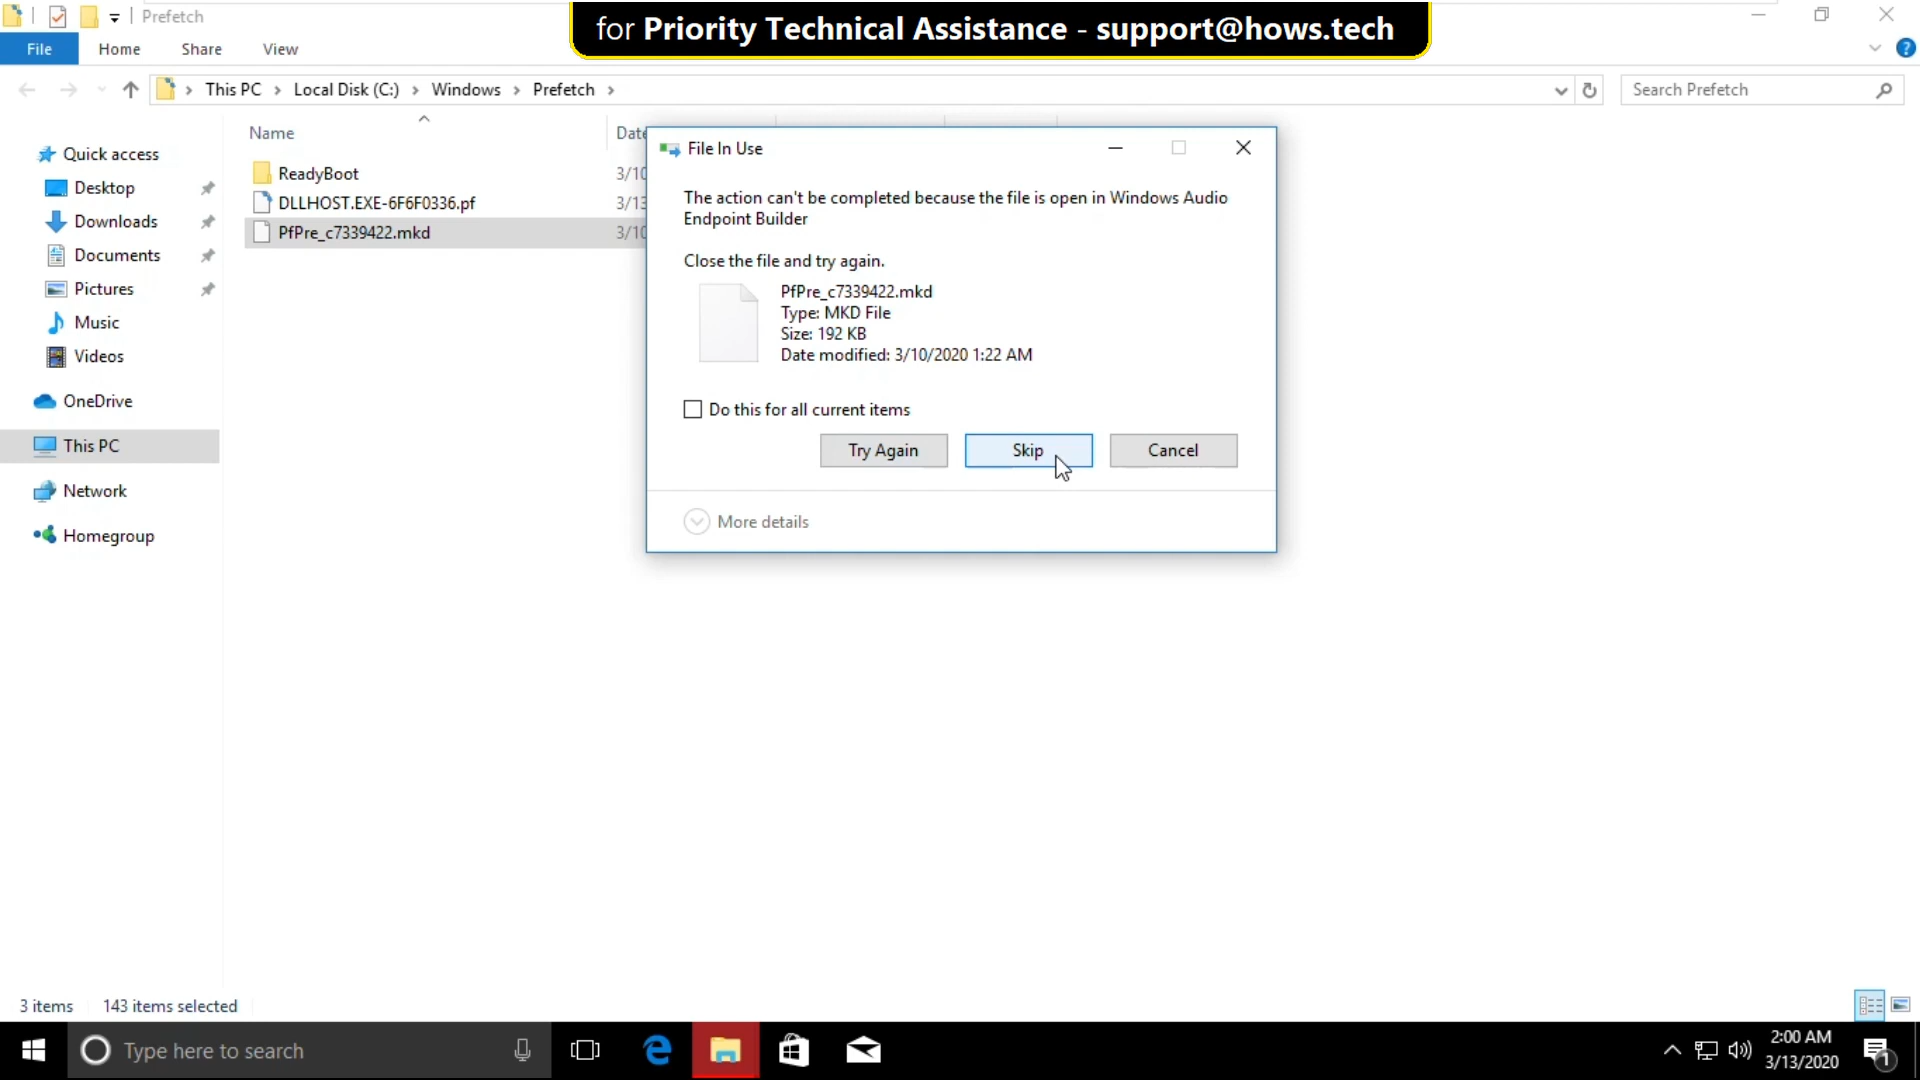 Prefetch
for Priority Technical Assistance - support@hows.tech
File
Home
Share
View
?
This PC
Local Disk (C:)
Windows
Prefetch
Search Prefetch
Name
Date
Quick access
Desktop
Downloads
Documents
Pictures
Music
Videos
OneDrive
This PC
Network
Homegroup
ReadyBoot
3/10
DLLHOST.EXE-6F6F0336.pf
3/13
PfPre_c7339422.mkd
3/10
File In Use
The action can't be completed because the file is open in Windows Audio
Endpoint Builder
Close the file and try again.
PfPre_c7339422.mkd
Type: MKD File
Size: 192 KB
Date modified: 3/10/2020 1:22 AM
Do this for all current items
Try Again
Skip
Cancel
More details
3 items
143 items selected
Type here to search
2:00 AM
3/13/2020
1